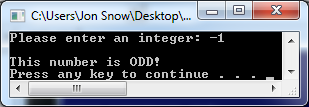 C:\Users\Jon Snow\Desktop\...
Please enter an integer: -1
This number is ODD!
Press any key to continue . . . _